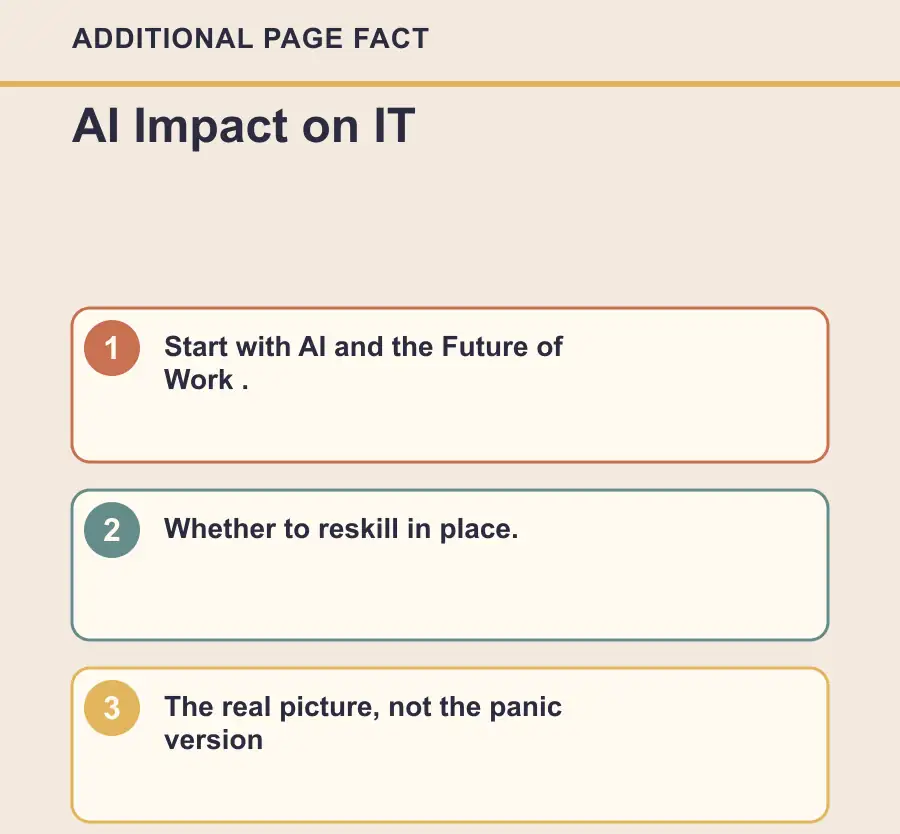 ADDITIONAL PAGE FACT
AI Impact on IT
1
Start with AI and the Future of
Work .
2
Whether to reskill in place.
3
The real picture, not the panic
version